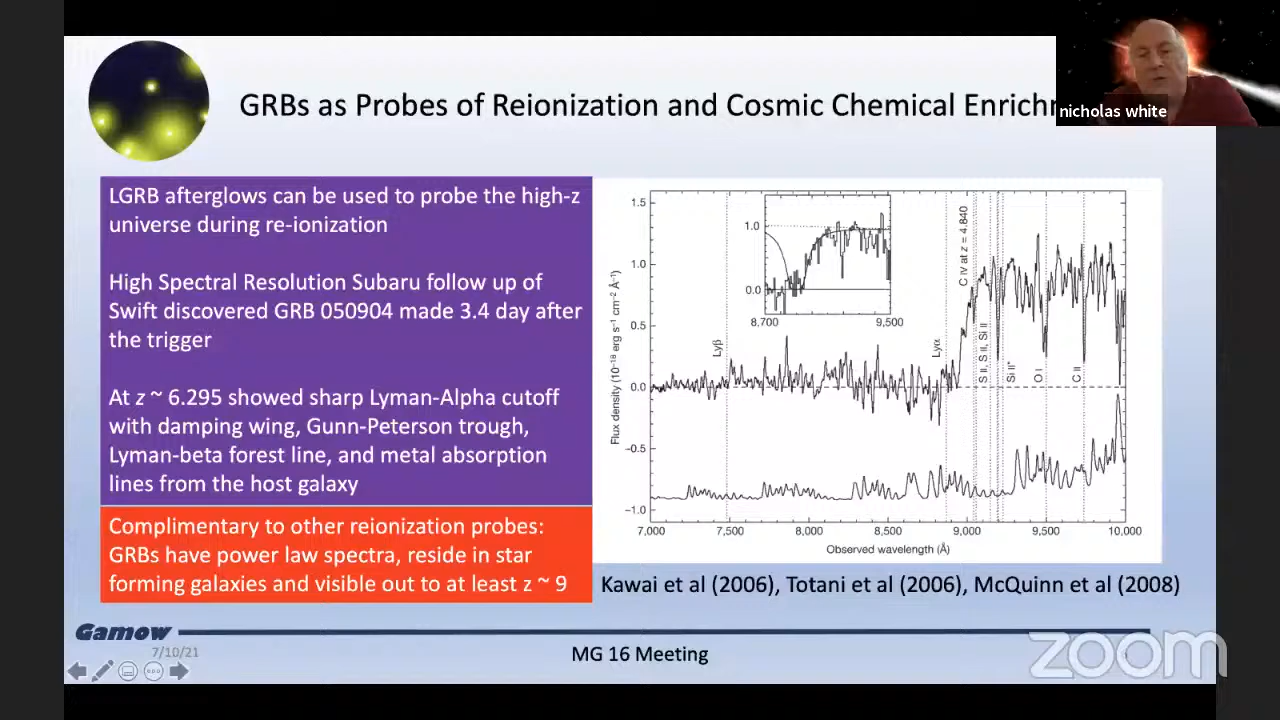 GRBs as Probes of Reionization and Cosmic Chemical
nicholas white
LGRB afterglows can be used to probe the high-z
universe during re-ionization
High Spectral Resolution Subaru follow up of
Swift discovered GRB 050904 made 3.4 day after
the trigger
At z ~ 6.295 showed sharp Lyman-Alpha cutoff
with damping wing, Gunn-Peterson trough,
Lyman-beta forest line, and metal absorption
lines from the host galaxy
Complimentary to other reionization probes:
GRBs have power law spectra, reside in star
forming galaxies and visible out to at least z ~ 9
Flux density (10⁻¹⁸ erg s⁻¹ cm⁻² Å⁻¹)
1.5
1.0
0.5
0.0
−0.5
−1.0
1.0
0.0
8,700
9,500
Lyβ
Lyα
C IV at z = 4.840
S II, S II, Si II
Si II*
O I
C II
7,000
7,500
8,000
8,500
9,000
9,500
10,000
Observed wavelength (Å)
Kawai et al (2006), Totani et al (2006), McQuinn et al (2008)
Gamow
7/10/21
MG 16 Meeting
zoom